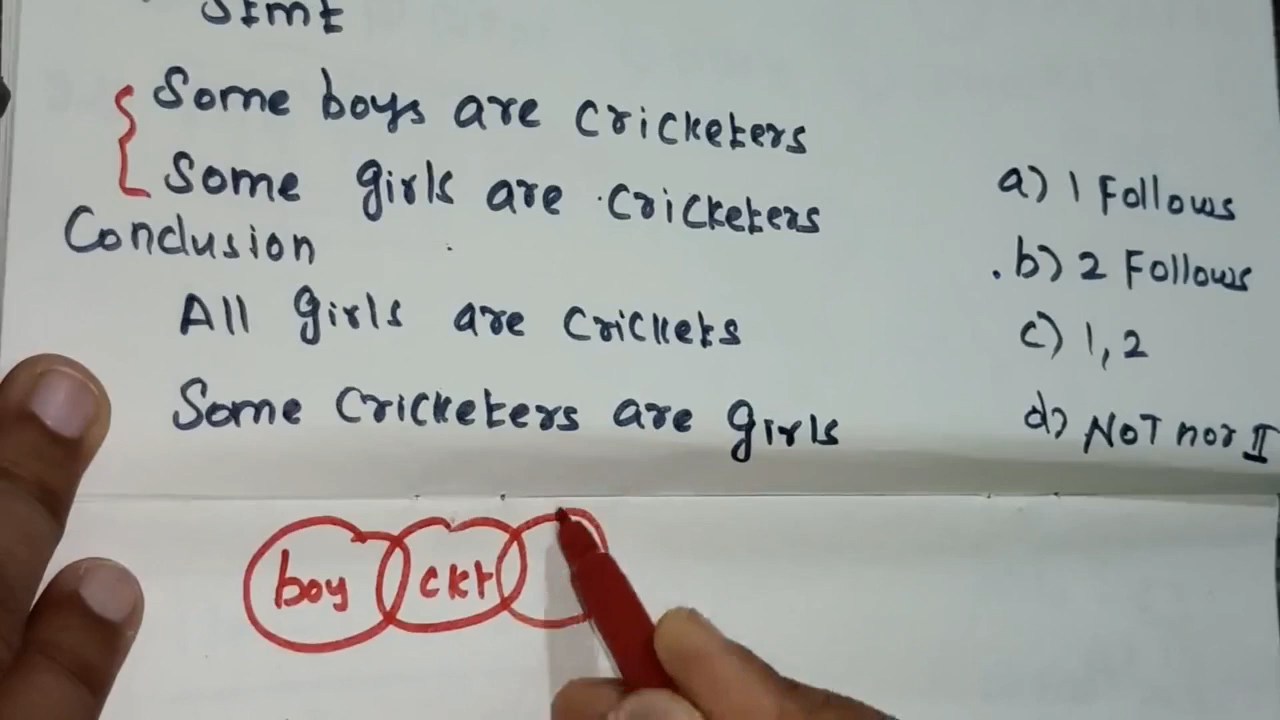 Stmt
Some boys are cricketers
Some girls are cricketers
Conclusion
All girls are crickets
Some cricketers are girls
a) 1 Follows
.b) 2 Follows
c) 1, 2
d) NOT nor II
boy
ckt